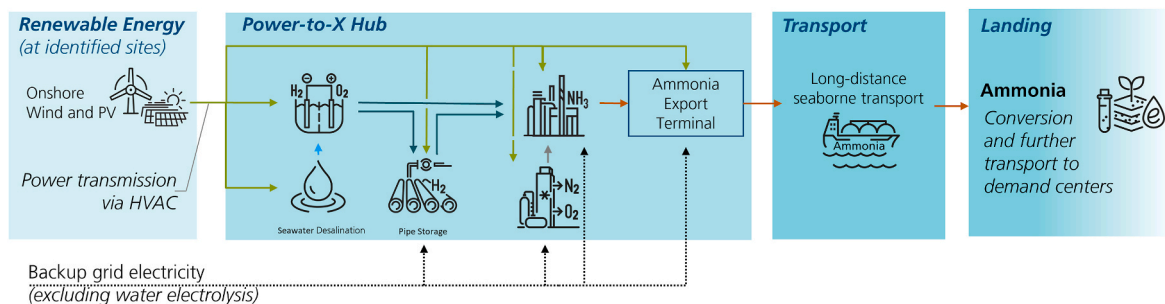 Renewable Energy
(at identified sites)
Onshore
Wind and PV
Power transmission
via HVAC
Power-to-X Hub
H2 O2
Seawater Desalination
H2
Pipe Storage
NH3
N2
O2
Ammonia
Export
Terminal
Transport
Long-distance
seaborne transport
Ammonia
Landing
Ammonia
Conversion
and further
transport to
demand centers
e
Backup grid electricity
(excluding water electrolysis)